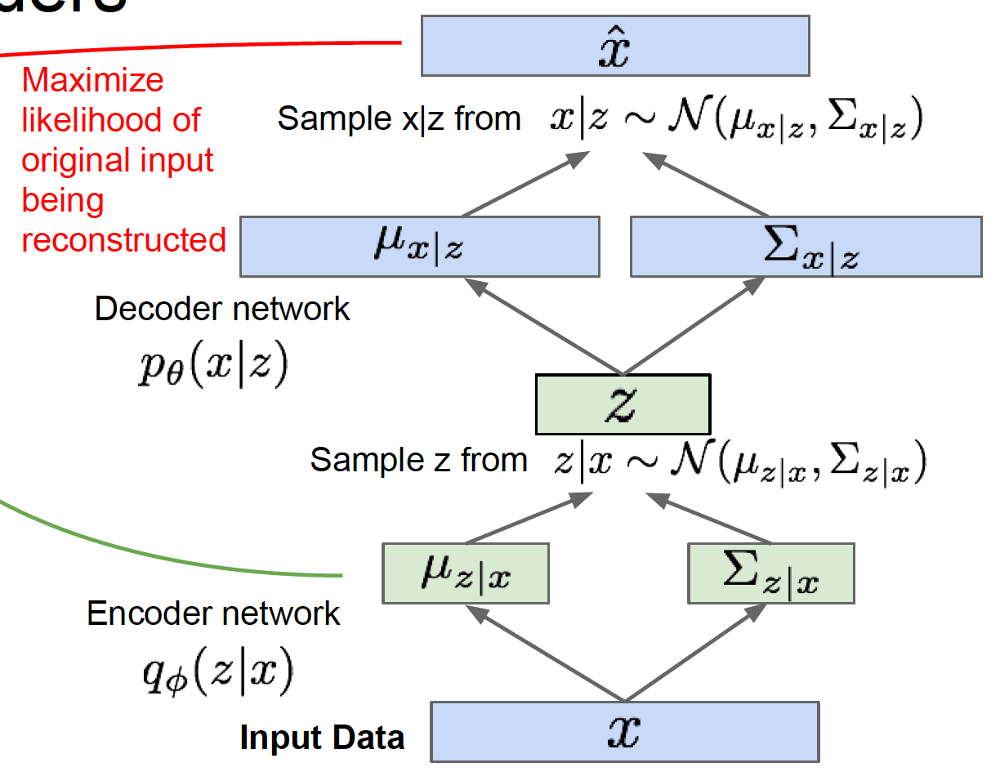 x̂
Maximize
likelihood of
original input
being
reconstructed
Sample x|z from x|z ∼ 𝒩(μ_{x|z}, Σ_{x|z})
μ_{x|z} Σ_{x|z}
Decoder network
p_θ(x|z)
z
Sample z from z|x ∼ 𝒩(μ_{z|x}, Σ_{z|x})
μ_{z|x} Σ_{z|x}
Encoder network
q_ϕ(z|x)
Input Data x